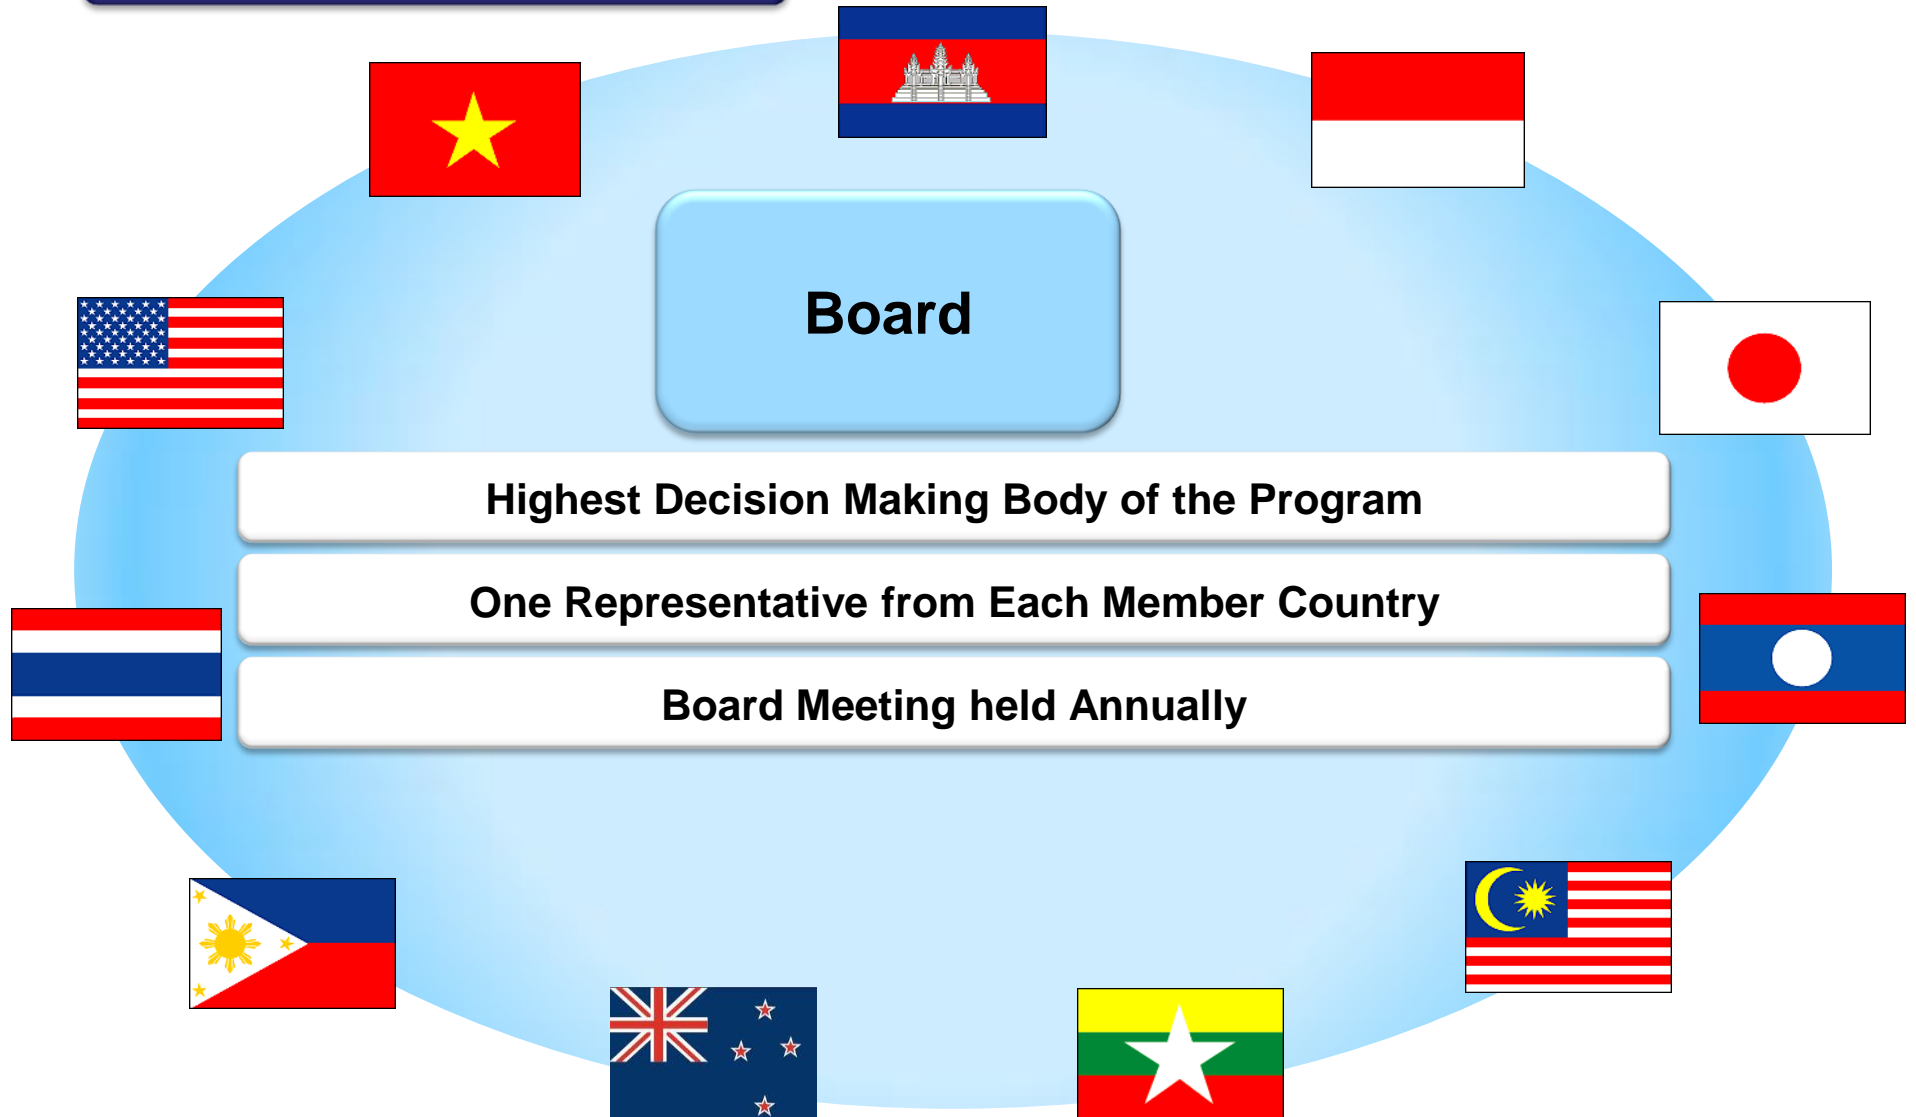 Board
Highest Decision Making Body of the Program
One Representative from Each Member Country
Board Meeting held Annually